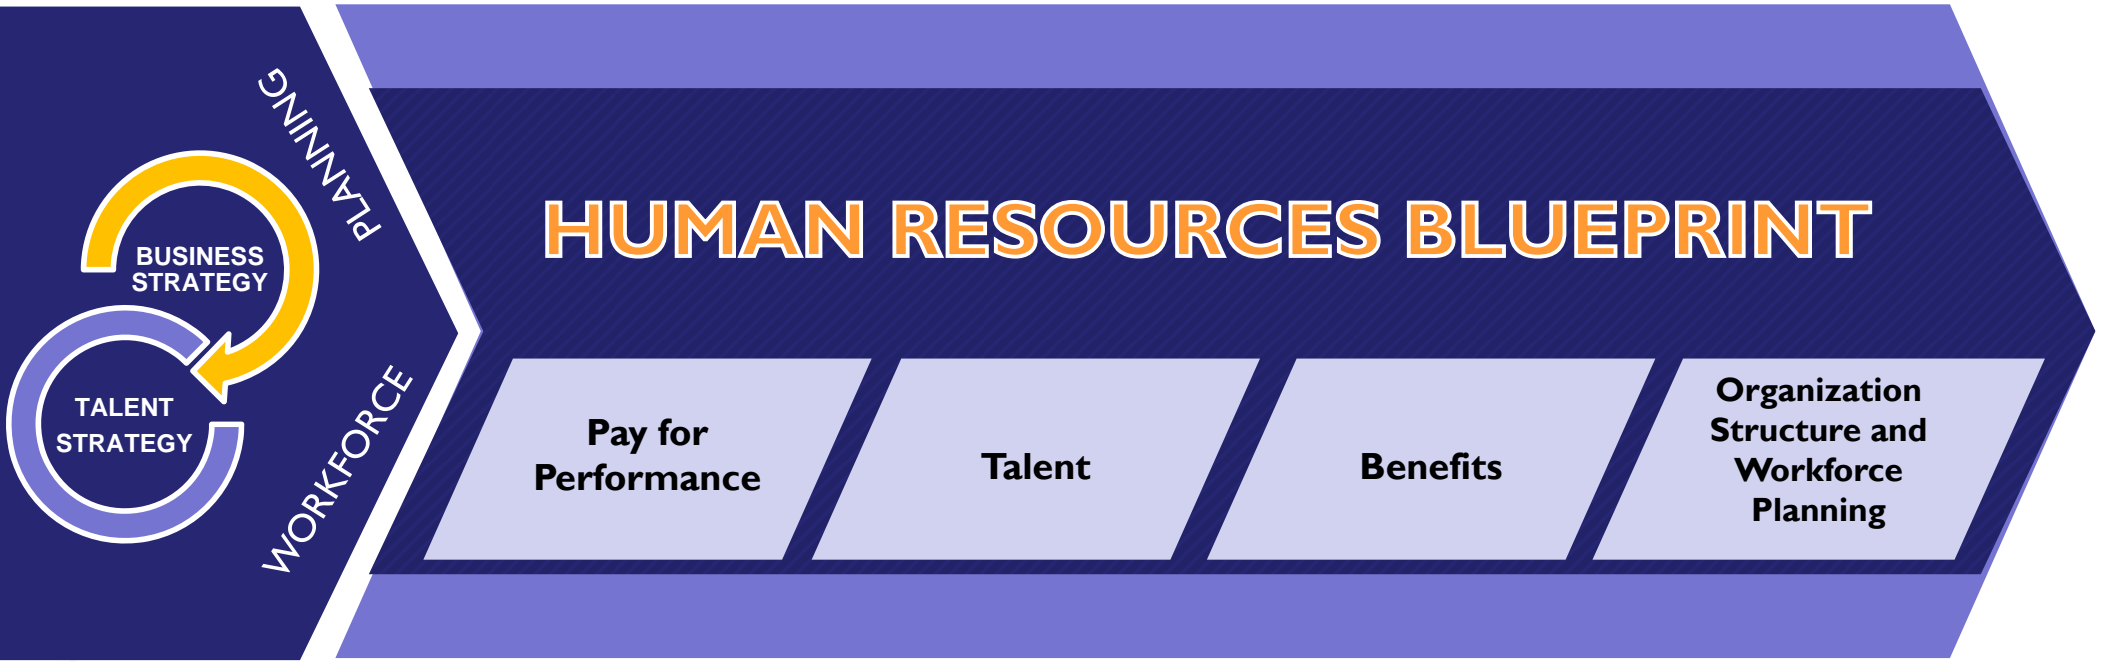 PLANNING
BUSINESS
STRATEGY
TALENT
STRATEGY
WORKFORCE
HUMAN RESOURCES BLUEPRINT
Pay for
Performance
Talent
Benefits
Organization
Structure and
Workforce
Planning